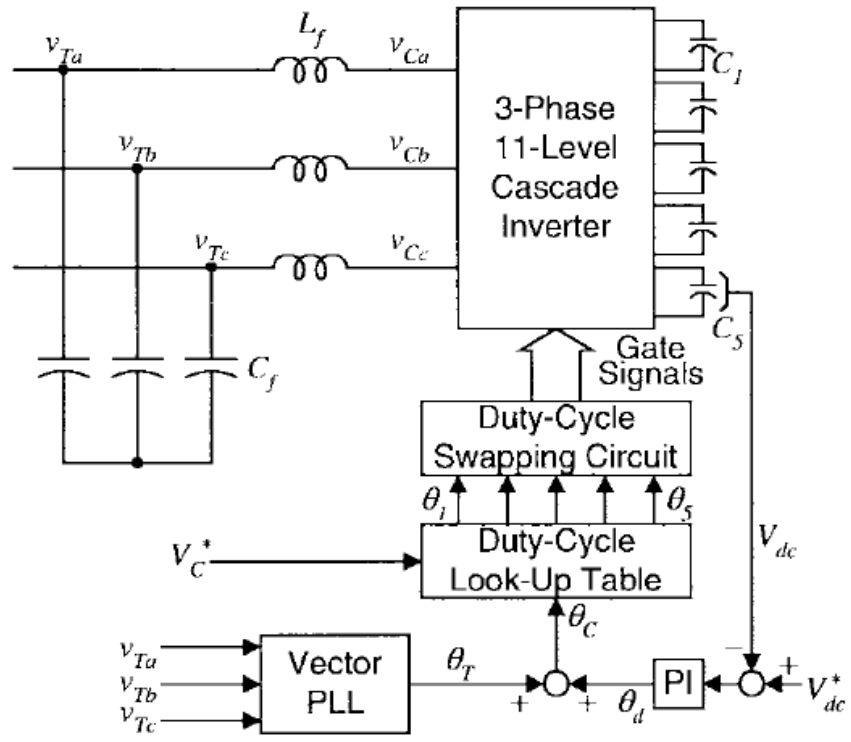 L_f
v_Ta
v_Ca
C_1
3-Phase
11-Level
Cascade
Inverter
v_Tb
v_Cb
v_Tc
v_Cc
C_5
C_f
Gate
Signals
Duty-Cycle
Swapping Circuit
θ_1
θ_5
V_dc
V_C*
Duty-Cycle
Look-Up Table
θ_C
v_Ta
v_Tb
v_Tc
Vector
PLL
θ_T
+
+
θ_d
PI
−
+
V_dc*